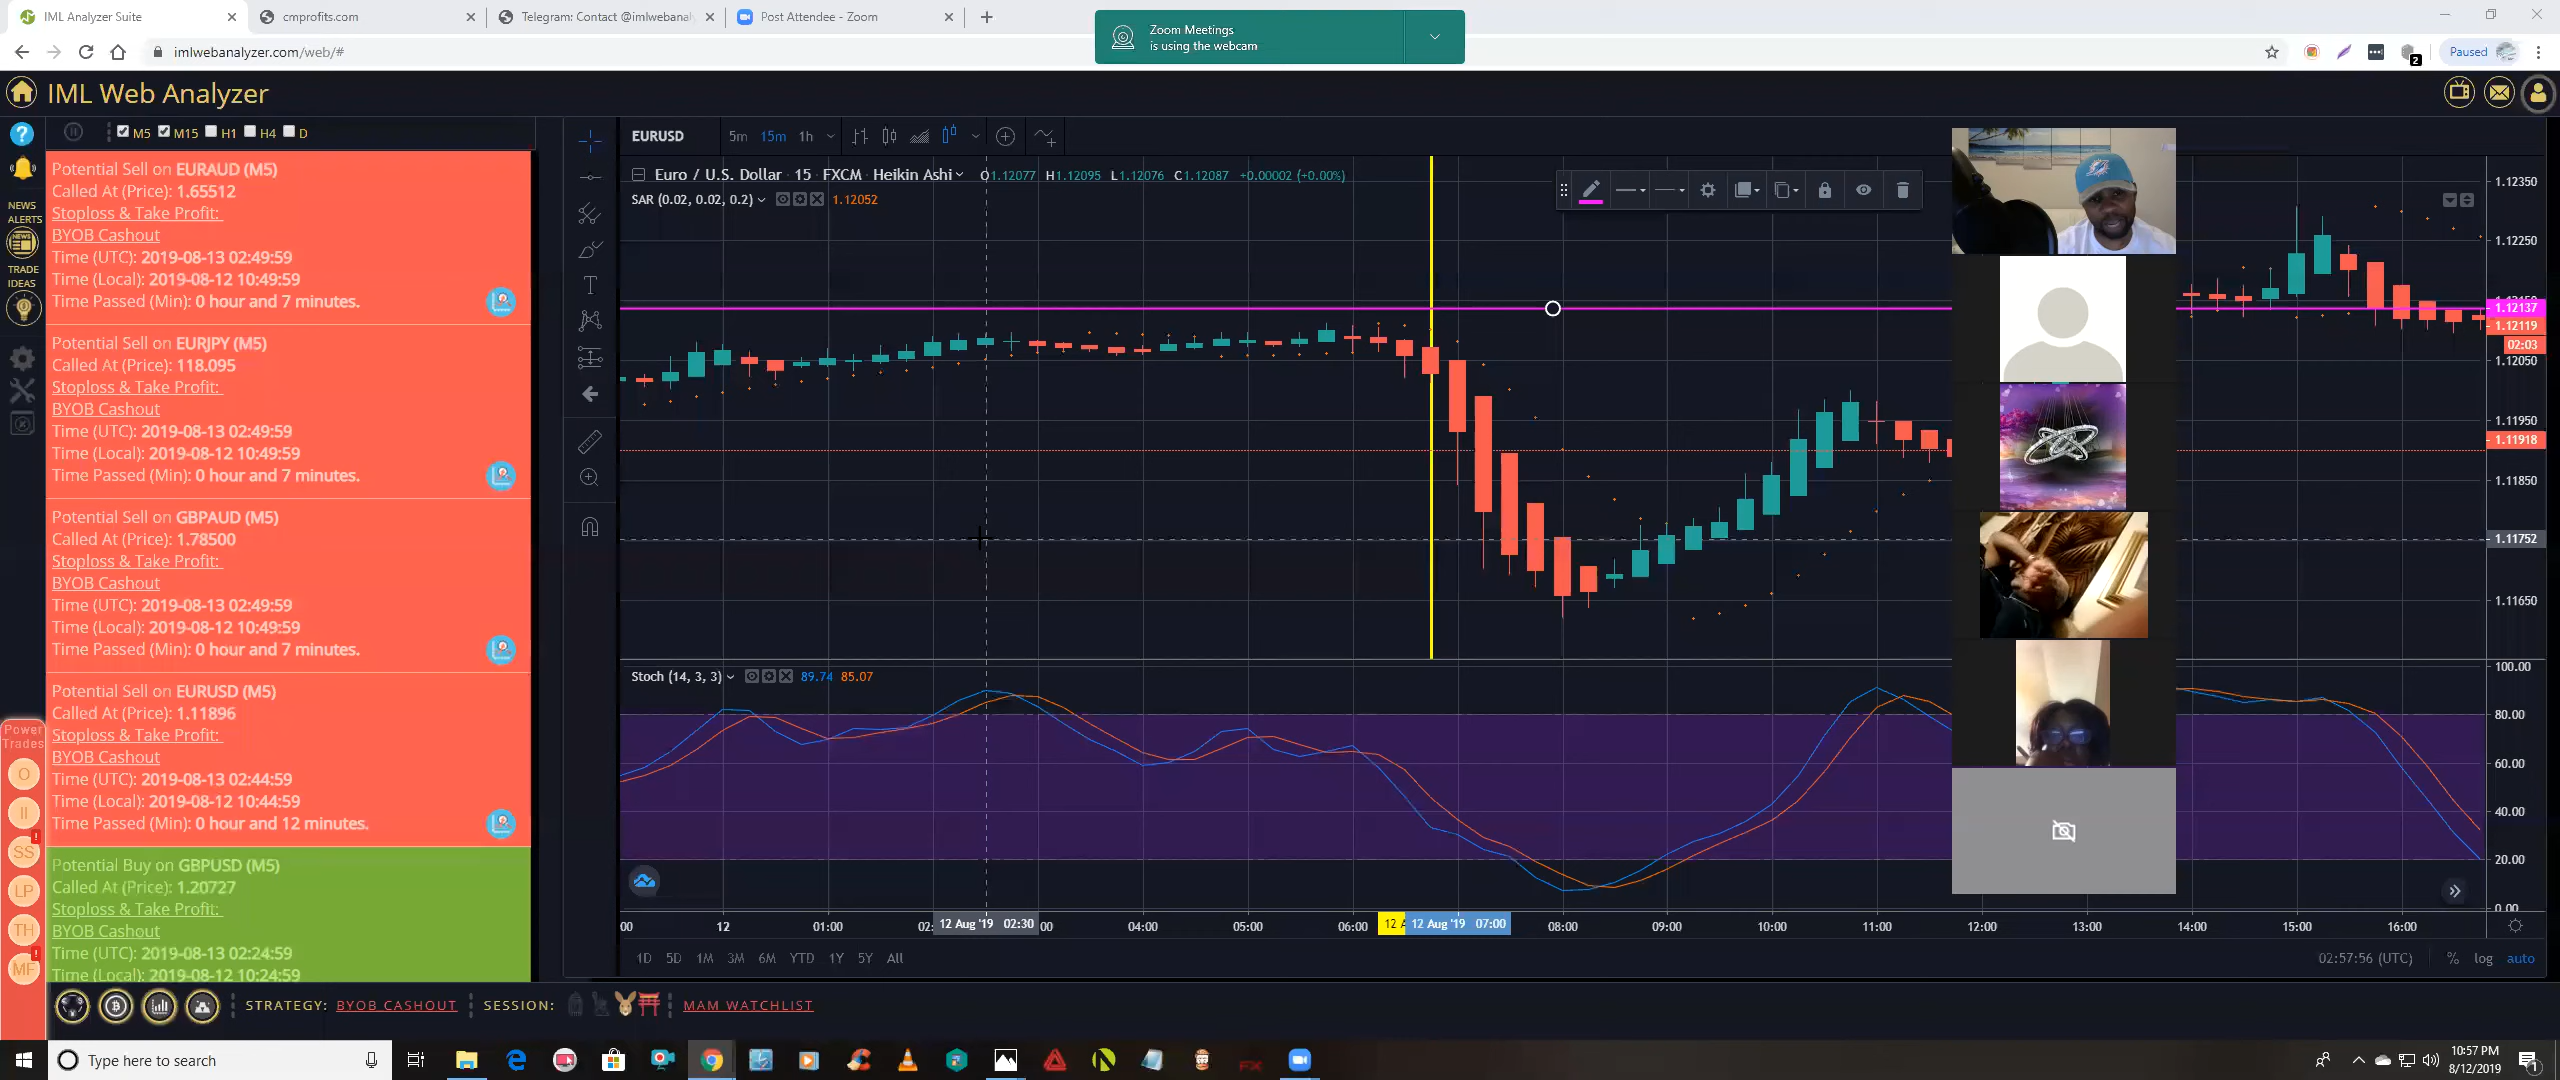 IML Analyzer Suite
cmprofits.com
Telegram: Contact @imlwebanal
Post Attendee - Zoom
Zoom Meetings
is using the webcam
imlwebanalyzer.com/web/#
Paused
2
IML Web Analyzer
M5 M15 H1 H4 D
NEWS
ALERTS
NEWS
TRADE
IDEAS
Potential Sell on EURAUD (M5)
Called At (Price): 1.65512
Stoploss & Take Profit:
BYOB Cashout
Time (UTC): 2019-08-13 02:49:59
Time (Local): 2019-08-12 10:49:59
Time Passed (Min): 0 hour and 7 minutes.
Potential Sell on EURJPY (M5)
Called At (Price): 118.095
Stoploss & Take Profit:
BYOB Cashout
Time (UTC): 2019-08-13 02:49:59
Time (Local): 2019-08-12 10:49:59
Time Passed (Min): 0 hour and 7 minutes.
Potential Sell on GBPAUD (M5)
Called At (Price): 1.78500
Stoploss & Take Profit:
BYOB Cashout
Time (UTC): 2019-08-13 02:49:59
Time (Local): 2019-08-12 10:49:59
Time Passed (Min): 0 hour and 7 minutes.
Potential Sell on EURUSD (M5)
Called At (Price): 1.11896
Stoploss & Take Profit:
BYOB Cashout
Time (UTC): 2019-08-13 02:44:59
Time (Local): 2019-08-12 10:44:59
Time Passed (Min): 0 hour and 12 minutes.
Potential Buy on GBPUSD (M5)
Called At (Price): 1.20727
Stoploss & Take Profit:
BYOB Cashout
Time (UTC): 2019-08-13 02:24:59
Time (Local): 2019-08-12 10:24:59
Power
Trades
O
II
SS
LP
TH
MF
EURUSD 5m 15m 1h
Euro / U.S. Dollar 15 FXCM Heikin Ashi O1.12077 H1.12095 L1.12076 C1.12087 +0.00002 (+0.00%)
SAR (0.02, 0.02, 0.2) 1.12052
1.12350
1.12250
1.12137
1.12119
02:03
1.12050
1.11950
1.11918
1.11850
1.11752
1.11650
Stoch (14, 3, 3) 89.74 85.07
100.00
80.00
60.00
40.00
20.00
0.00
00 12 01:00 02: 12 Aug '19 02:30 00 04:00 05:00 06:00 12 A 12 Aug '19 07:00 08:00 09:00 10:00 11:00 12:00 13:00 14:00 15:00 16:00
1D 5D 1M 3M 6M YTD 1Y 5Y All
02:57:56 (UTC) % log auto
STRATEGY: BYOB CASHOUT SESSION: MAM WATCHLIST
Type here to search
FX
10:57 PM
8/12/2019
1